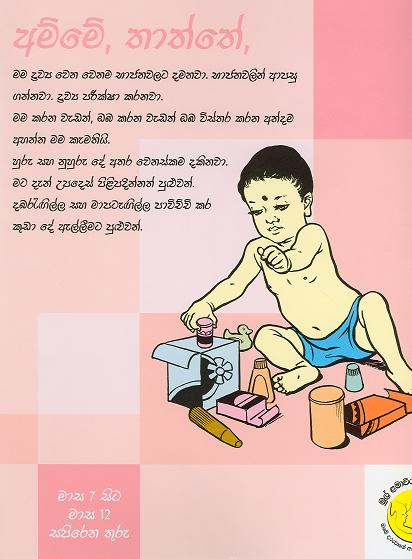 අම්මේ, තාත්තේ,
මම ද්‍රව්‍ය වෙන වෙනම භාජනවලට දමනවා. භාජනවලින් ආපසු
ගන්නවා. ද්‍රව්‍ය පරීක්ෂා කරනවා.
මම කරන වැඩත්, ඔබ කරන වැඩත් ඔබ විස්තර කරන අන්දම
අහන්න මම කැමතියි.
හුරු සහ නුහුරු දේ අතර වෙනස්කම දකිනවා.
මට දැන් උපදෙස් පිළිපදින්නත් පුළුවන්.
දබරැඟිල්ල සහ මාපටැඟිල්ල පාවිච්චි කර
කුඩා දේ ඇල්ලීමට පුළුවන්.
මාස 7 සිට
මාස 12
සපිරෙන තුරු